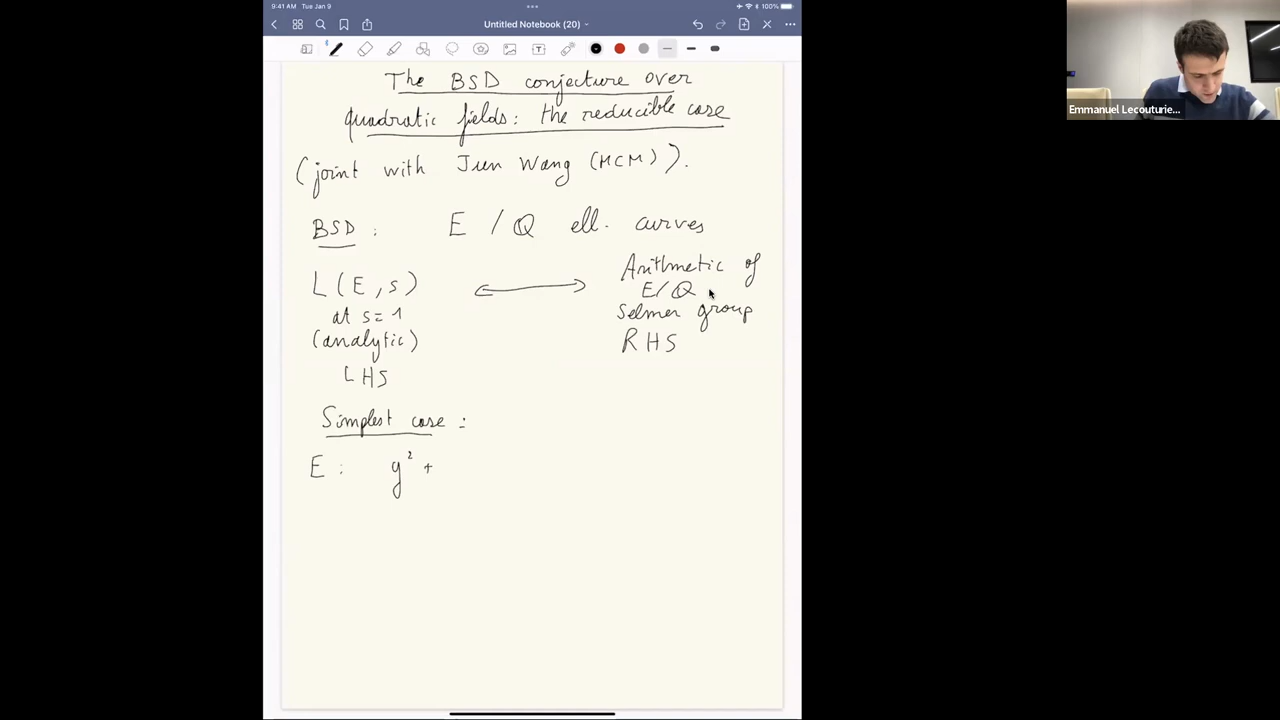 9:41 AM Tue Jan 9
100%
Untitled Notebook (20)
The BSD conjecture over
quadratic fields: the reducible case
(joint with Jun Wang (MCM)).
BSD : E / Q ell. curves
L(E, s) ⟷ Arithmetic of
E/Q
at s=1 Selmer group
(analytic) RHS
LHS
Simplest case :
E : y² +
Emmanuel Lecouturie...